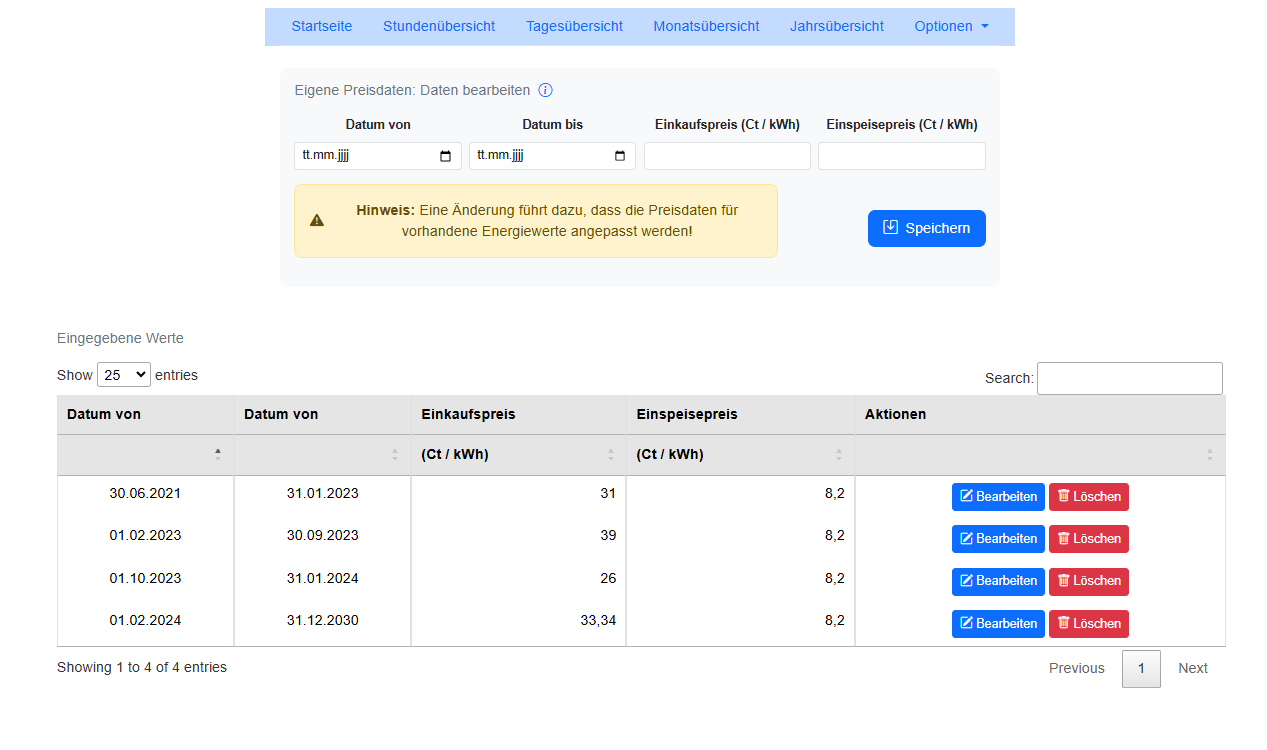 Startseite Stundenübersicht Tagesübersicht Monatsübersicht Jahrsübersicht Optionen
Eigene Preisdaten: Daten bearbeiten
Datum von Datum bis Einkaufspreis (Ct / kWh) Einspeisepreis (Ct / kWh)
tt.mm.jjjj tt.mm.jjjj
Hinweis: Eine Änderung führt dazu, dass die Preisdaten für
vorhandene Energiewerte angepasst werden!
Speichern
Eingegebene Werte
Show 25 entries Search:
Datum von Datum von Einkaufspreis Einspeisepreis Aktionen
(Ct / kWh) (Ct / kWh)
30.06.2021 31.01.2023 31 8,2 Bearbeiten Löschen
01.02.2023 30.09.2023 39 8,2 Bearbeiten Löschen
01.10.2023 31.01.2024 26 8,2 Bearbeiten Löschen
01.02.2024 31.12.2030 33,34 8,2 Bearbeiten Löschen
Showing 1 to 4 of 4 entries Previous 1 Next